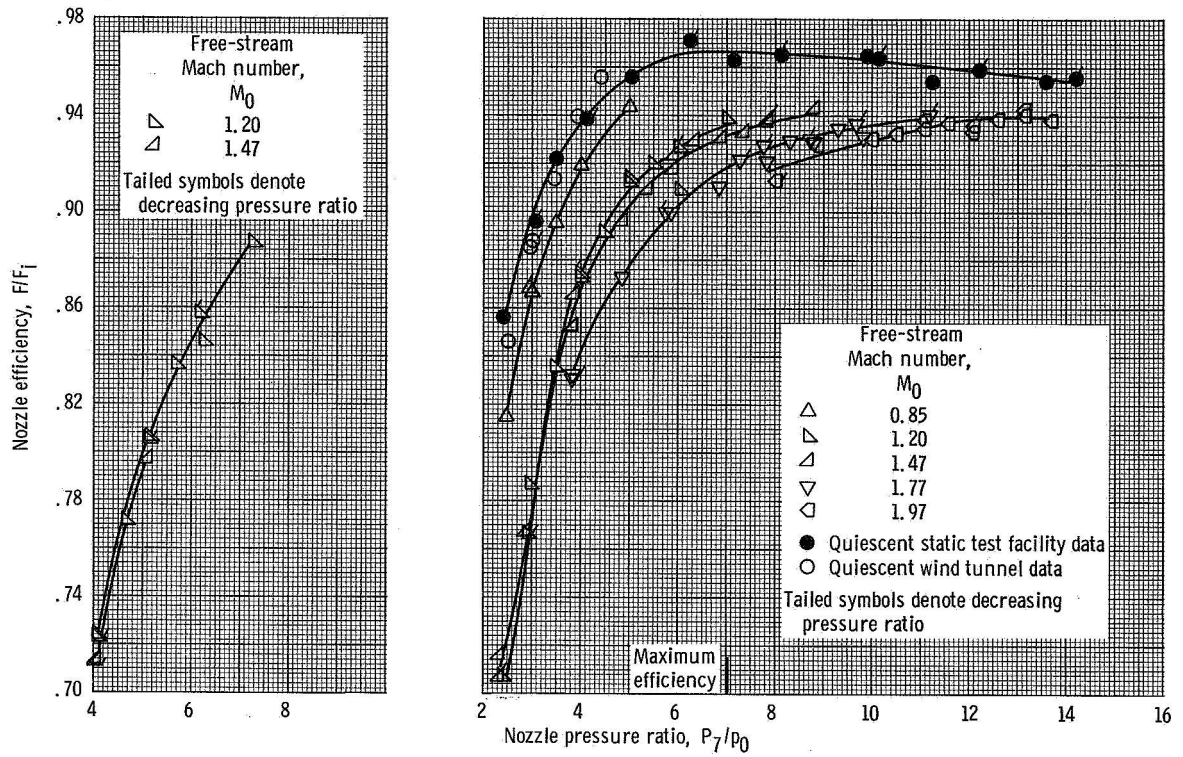 .98
.94
.90
.86
.82
.78
.74
.70
Nozzle efficiency, F/Fi
Free-stream
Mach number,
M0
1.20
1.47
Tailed symbols denote
decreasing pressure ratio
4 6 8
Free-stream
Mach number,
M0
0.85
1.20
1.47
1.77
1.97
Quiescent static test facility data
Quiescent wind tunnel data
Tailed symbols denote decreasing
pressure ratio
Maximum
efficiency
2 4 6 8 10 12 14 16
Nozzle pressure ratio, P7/p0